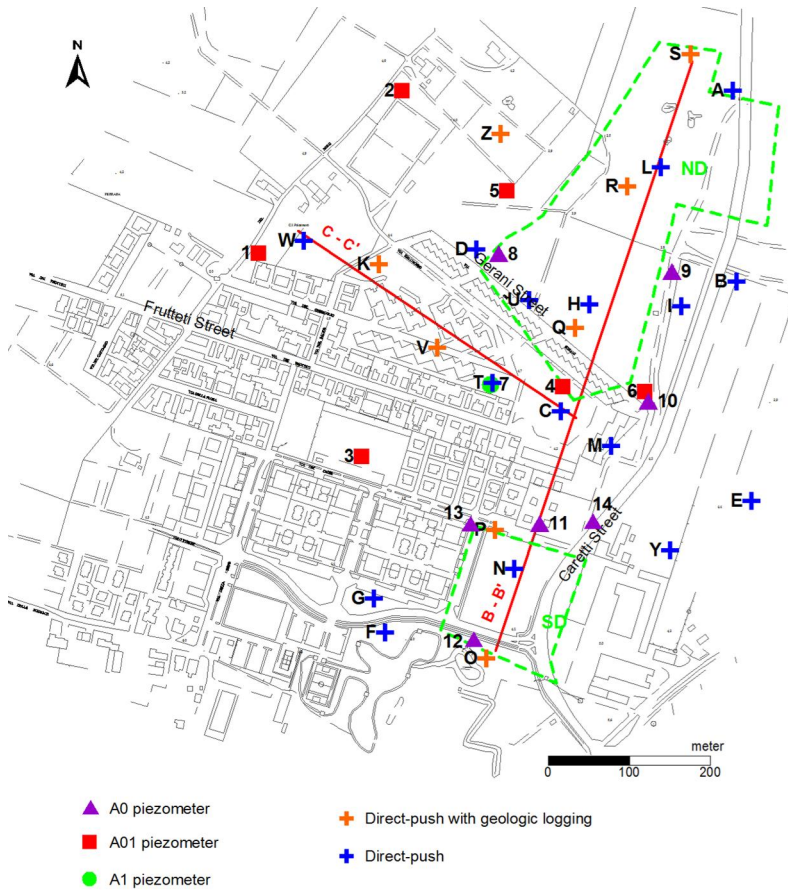 N
S
A
2
Z
L
ND
R
5
W
C - C'
1
K
D
8
Gerani Street
9
B
U
H
I
Frutteti Street
Q
V
T
7
4
6
10
C
M
3
E
13
P
11
14
Caretti Street
Y
N
B - B'
G
F
SD
12
O
meter
0 100 200
A0 piezometer
A01 piezometer
A1 piezometer
Direct-push with geologic logging
Direct-push